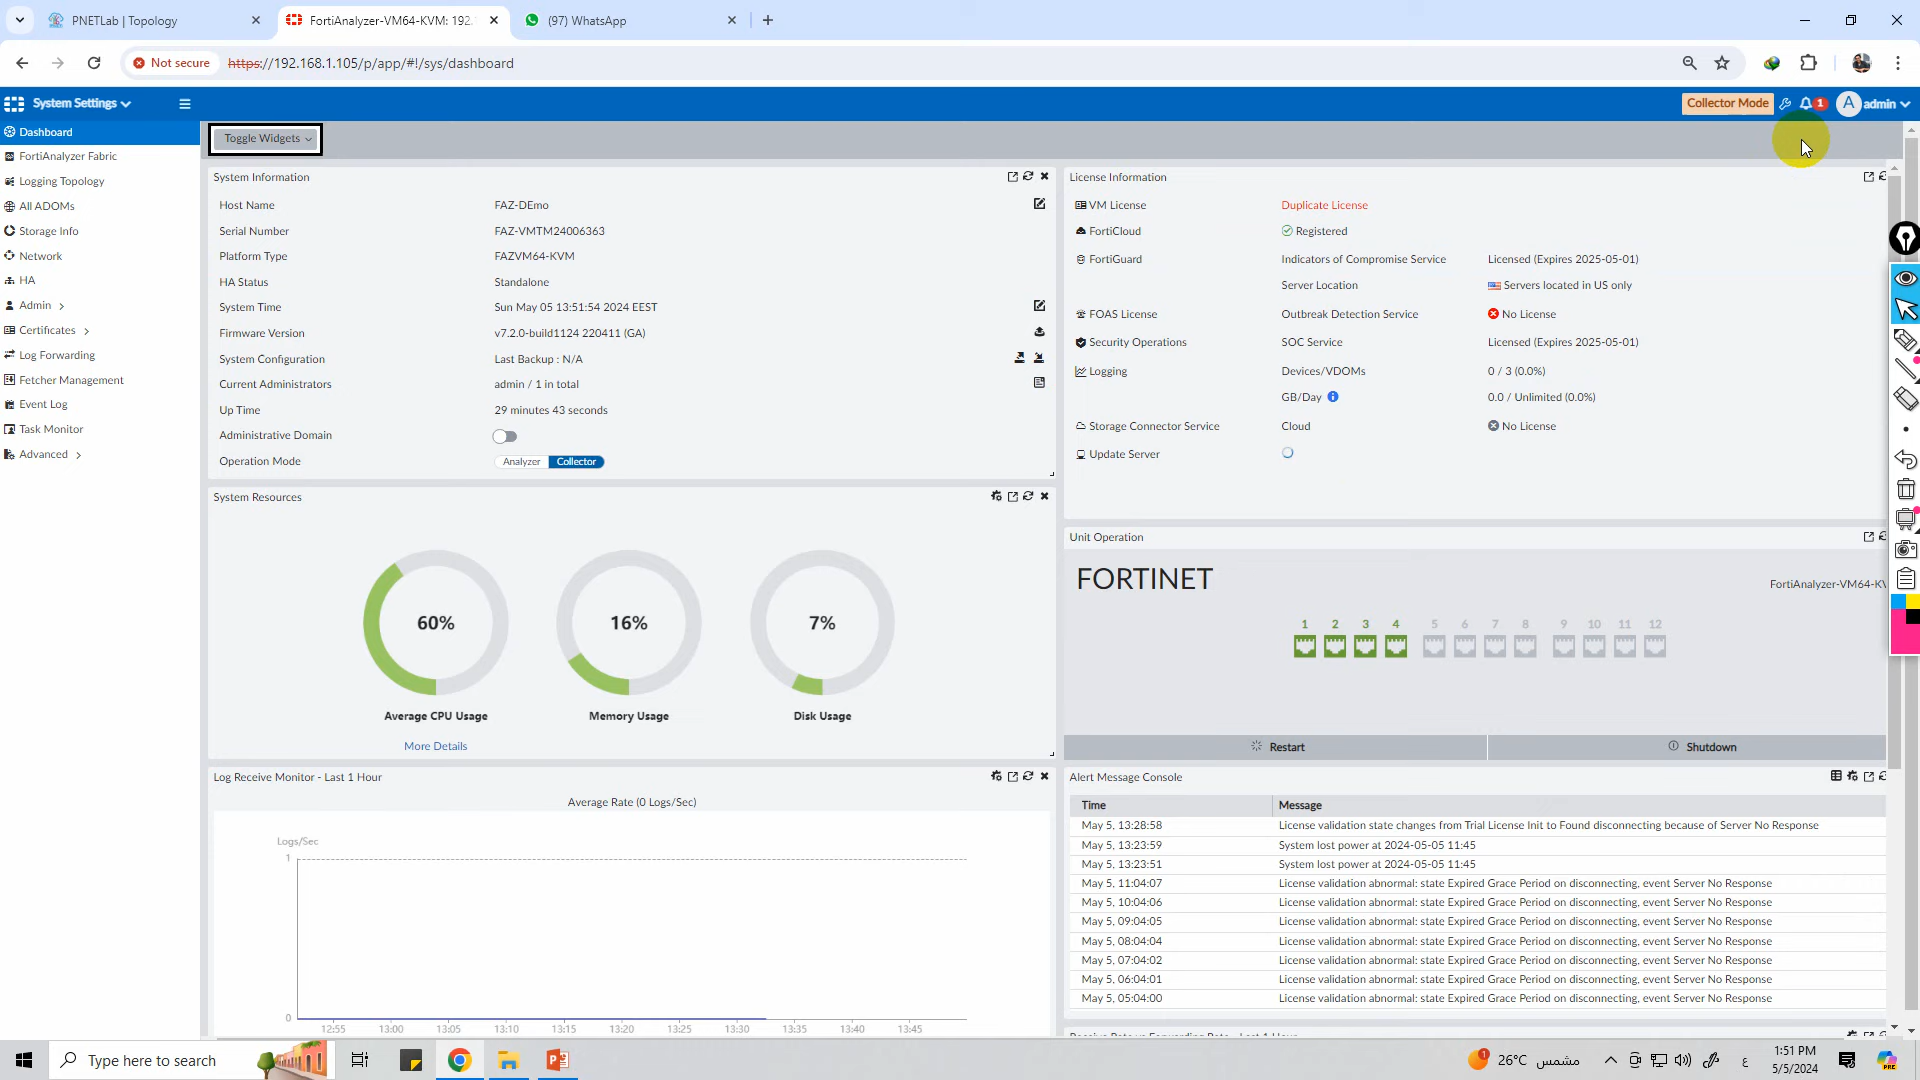 PNETLab | Topology
FortiAnalyzer-VM64-KVM: 192.
(97) WhatsApp
Not secure
https://192.168.1.105/p/app/#!/sys/dashboard
System Settings
Collector Mode
1
A admin
Dashboard
FortiAnalyzer Fabric
Logging Topology
All ADOMs
Storage Info
Network
HA
Admin
Certificates
Log Forwarding
Fetcher Management
Event Log
Task Monitor
Advanced
Toggle Widgets
System Information
Host Name FAZ-DEmo
Serial Number FAZ-VMTM24006363
Platform Type FAZVM64-KVM
HA Status Standalone
System Time Sun May 05 13:51:54 2024 EEST
Firmware Version v7.2.0-build1124 220411 (GA)
System Configuration Last Backup : N/A
Current Administrators admin / 1 in total
Up Time 29 minutes 43 seconds
Administrative Domain
Operation Mode Analyzer Collector
License Information
VM License Duplicate License
FortiCloud Registered
FortiGuard Indicators of Compromise Service Licensed (Expires 2025-05-01)
Server Location Servers located in US only
FOAS License Outbreak Detection Service No License
Security Operations SOC Service Licensed (Expires 2025-05-01)
Logging Devices/VDOMs 0 / 3 (0.0%)
GB/Day 0.0 / Unlimited (0.0%)
Storage Connector Service Cloud No License
Update Server
System Resources
60% 16% 7%
Average CPU Usage Memory Usage Disk Usage
More Details
Unit Operation
FORTINET
FortiAnalyzer-VM64-KV
1 2 3 4 5 6 7 8 9 10 11 12
Restart Shutdown
Log Receive Monitor - Last 1 Hour
Average Rate (0 Logs/Sec)
Logs/Sec
1
0
12:55 13:00 13:05 13:10 13:15 13:20 13:25 13:30 13:35 13:40 13:45
Alert Message Console
Time Message
May 5, 13:28:58 License validation state changes from Trial License Init to Found disconnecting because of Server No Response
May 5, 13:23:59 System lost power at 2024-05-05 11:45
May 5, 13:23:51 System lost power at 2024-05-05 11:45
May 5, 11:04:07 License validation abnormal: state Expired Grace Period on disconnecting, event Server No Response
May 5, 10:04:06 License validation abnormal: state Expired Grace Period on disconnecting, event Server No Response
May 5, 09:04:05 License validation abnormal: state Expired Grace Period on disconnecting, event Server No Response
May 5, 08:04:04 License validation abnormal: state Expired Grace Period on disconnecting, event Server No Response
May 5, 07:04:02 License validation abnormal: state Expired Grace Period on disconnecting, event Server No Response
May 5, 06:04:01 License validation abnormal: state Expired Grace Period on disconnecting, event Server No Response
May 5, 05:04:00 License validation abnormal: state Expired Grace Period on disconnecting, event Server No Response
Type here to search
1
26°C مشمس
ع
1:51 PM
5/5/2024